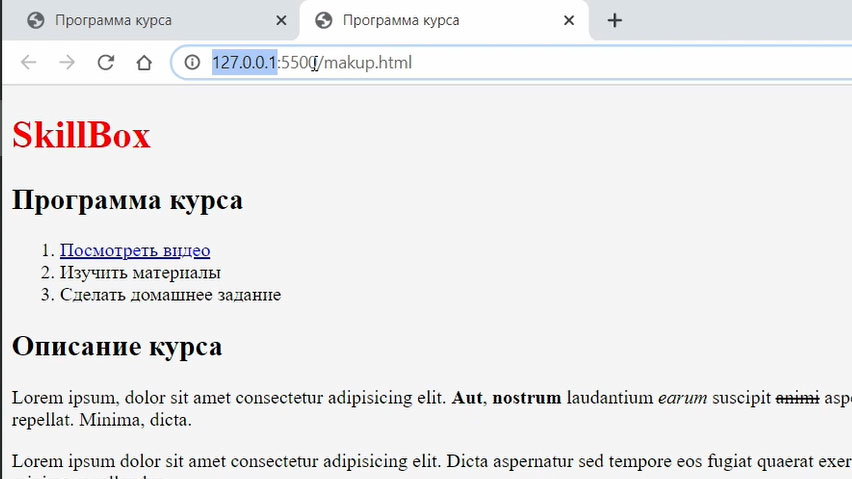 Программа курса
Программа курса
127.0.0.1:5500/makup.html
SkillBox
Программа курса
1. Посмотреть видео
2. Изучить материалы
3. Сделать домашнее задание
Описание курса
Lorem ipsum, dolor sit amet consectetur adipisicing elit. Aut, nostrum laudantium earum suscipit animi aspe
repellat. Minima, dicta.
Lorem ipsum dolor sit amet consectetur adipisicing elit. Dicta aspernatur sed tempore eos fugiat quaerat exer